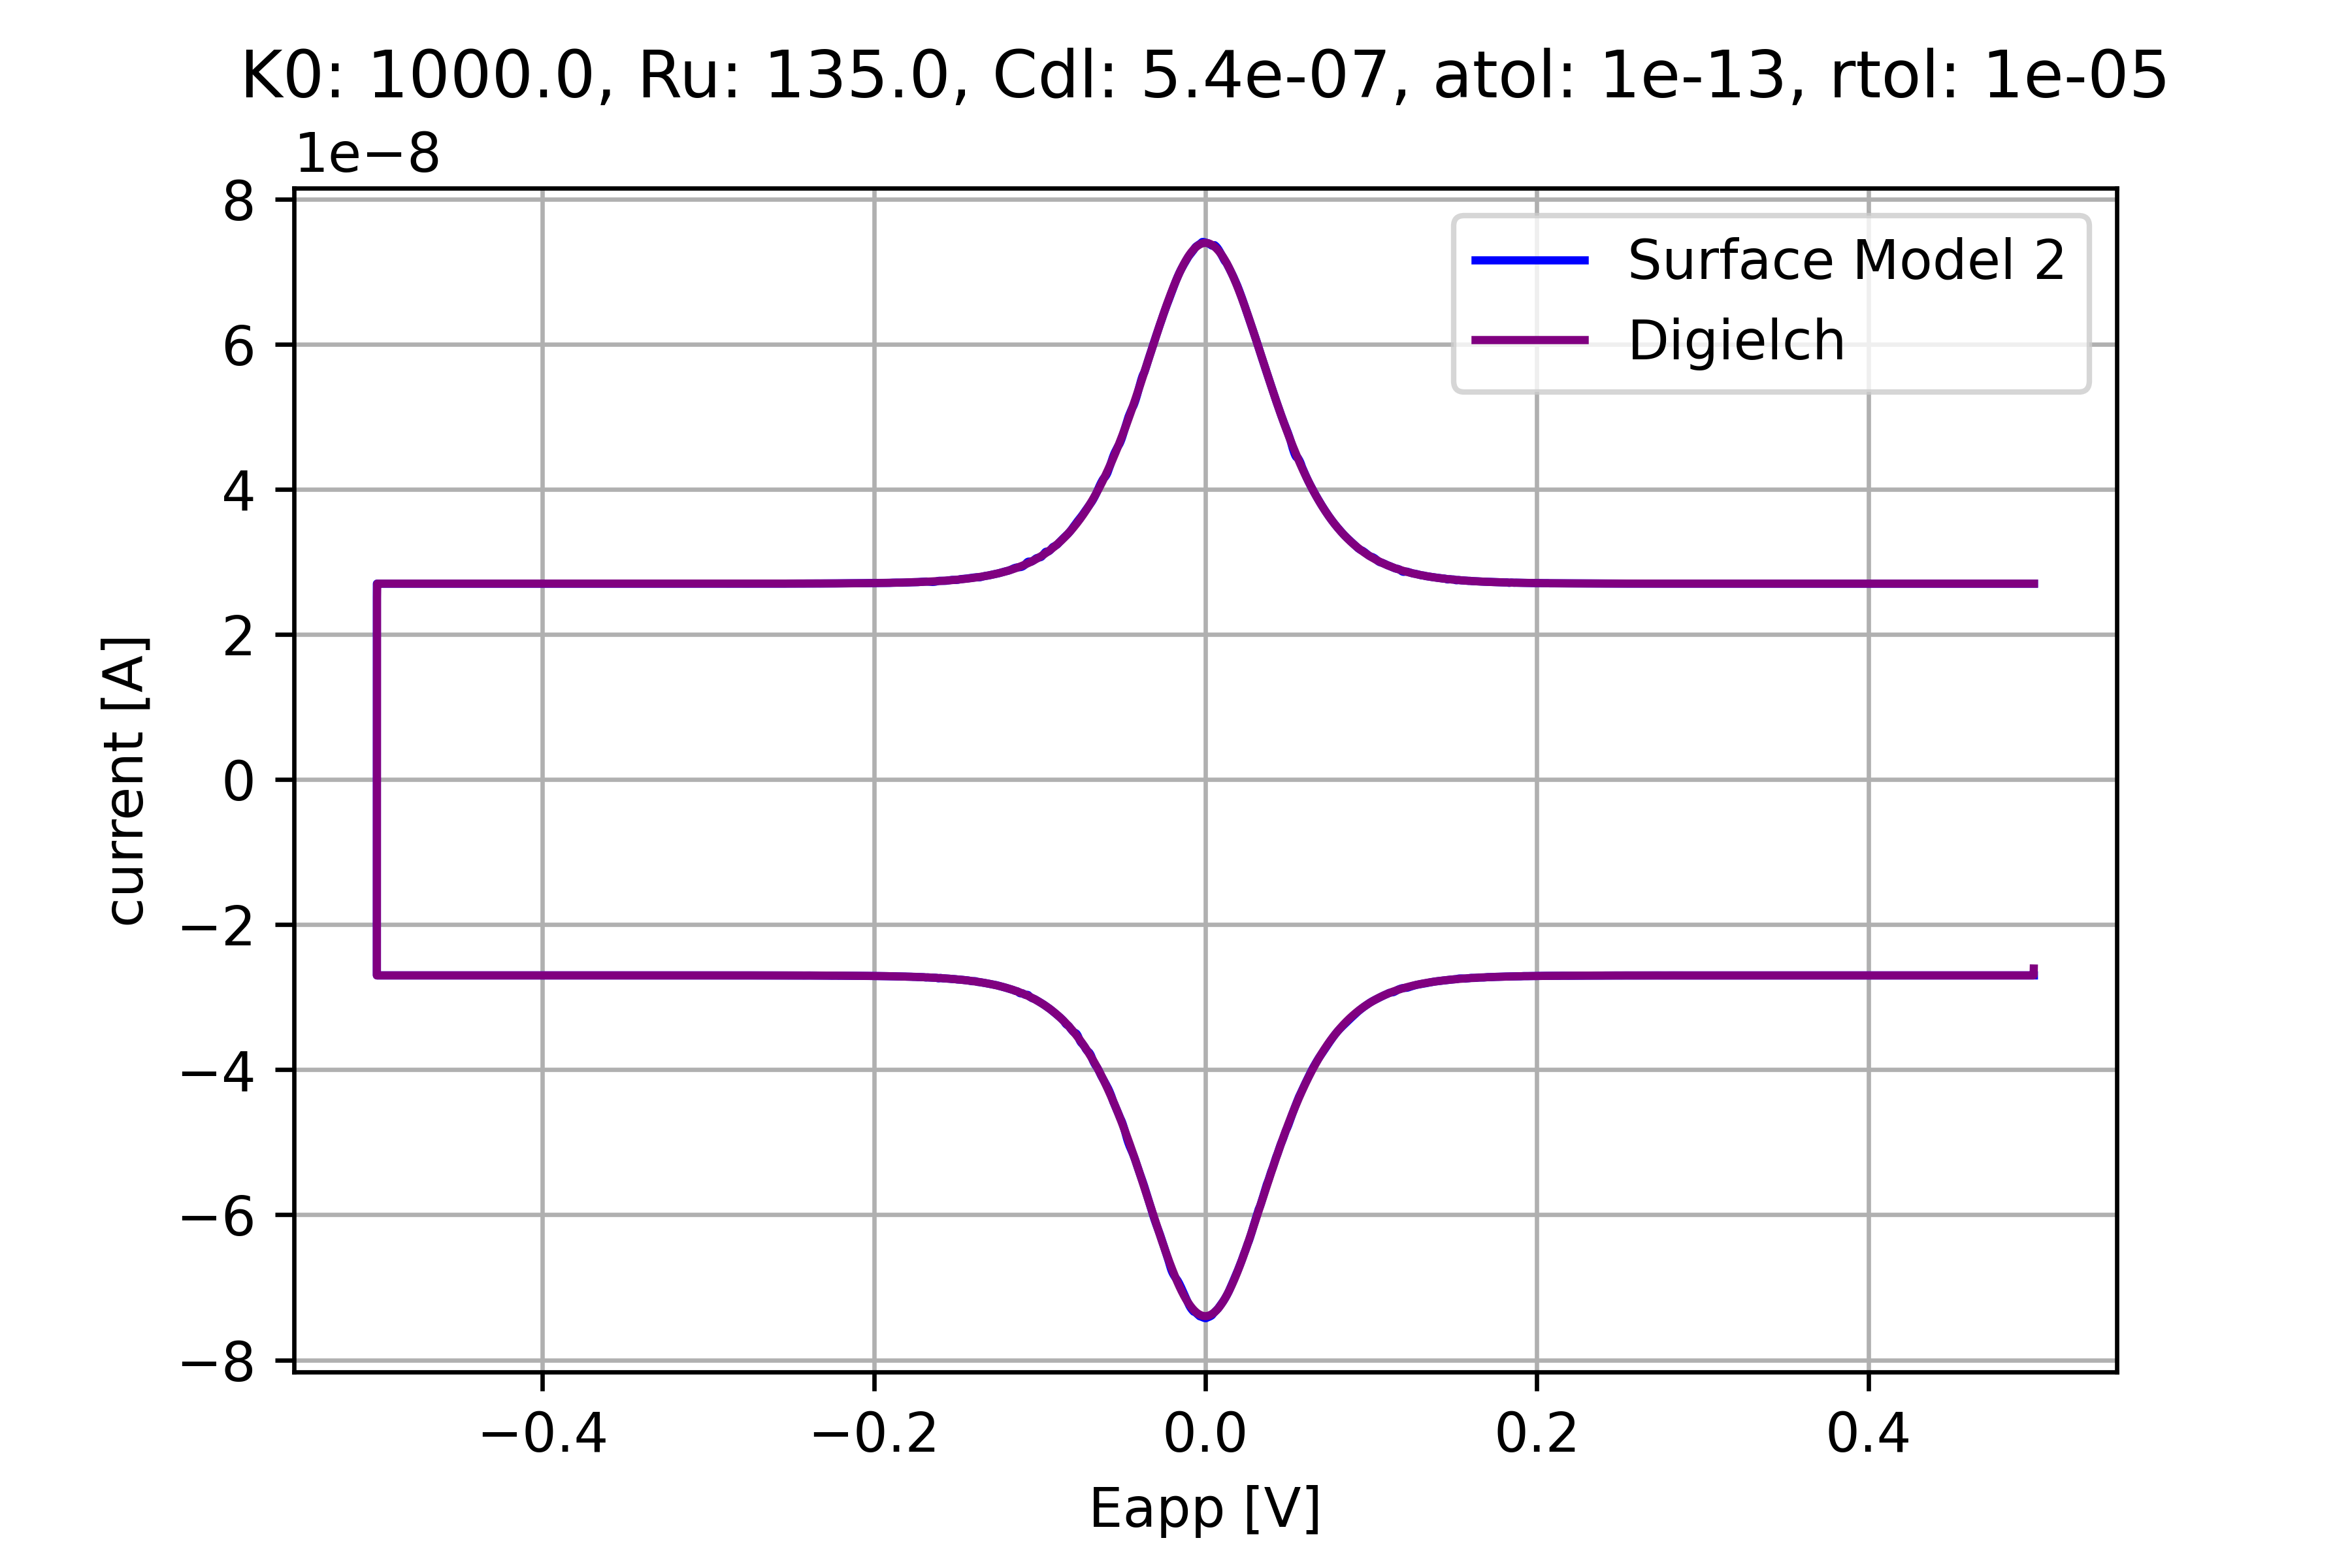 K0: 1000.0, Ru: 135.0, Cdl: 5.4e-07, atol: 1e-13, rtol: 1e-05
1e−8
8
6
4
2
0
−2
−4
−6
−8
current [A]
Surface Model 2
Digielch
−0.4
−0.2
0.0
0.2
0.4
Eapp [V]